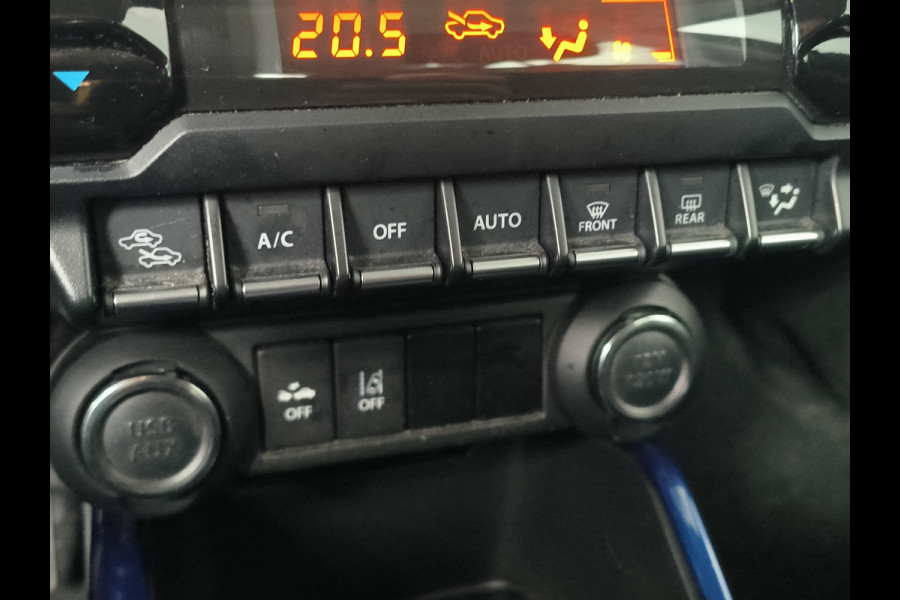 20.5
AUTO
A/C
OFF
AUTO
FRONT
REAR
OFF
OFF
USB
AUX
12V
120W